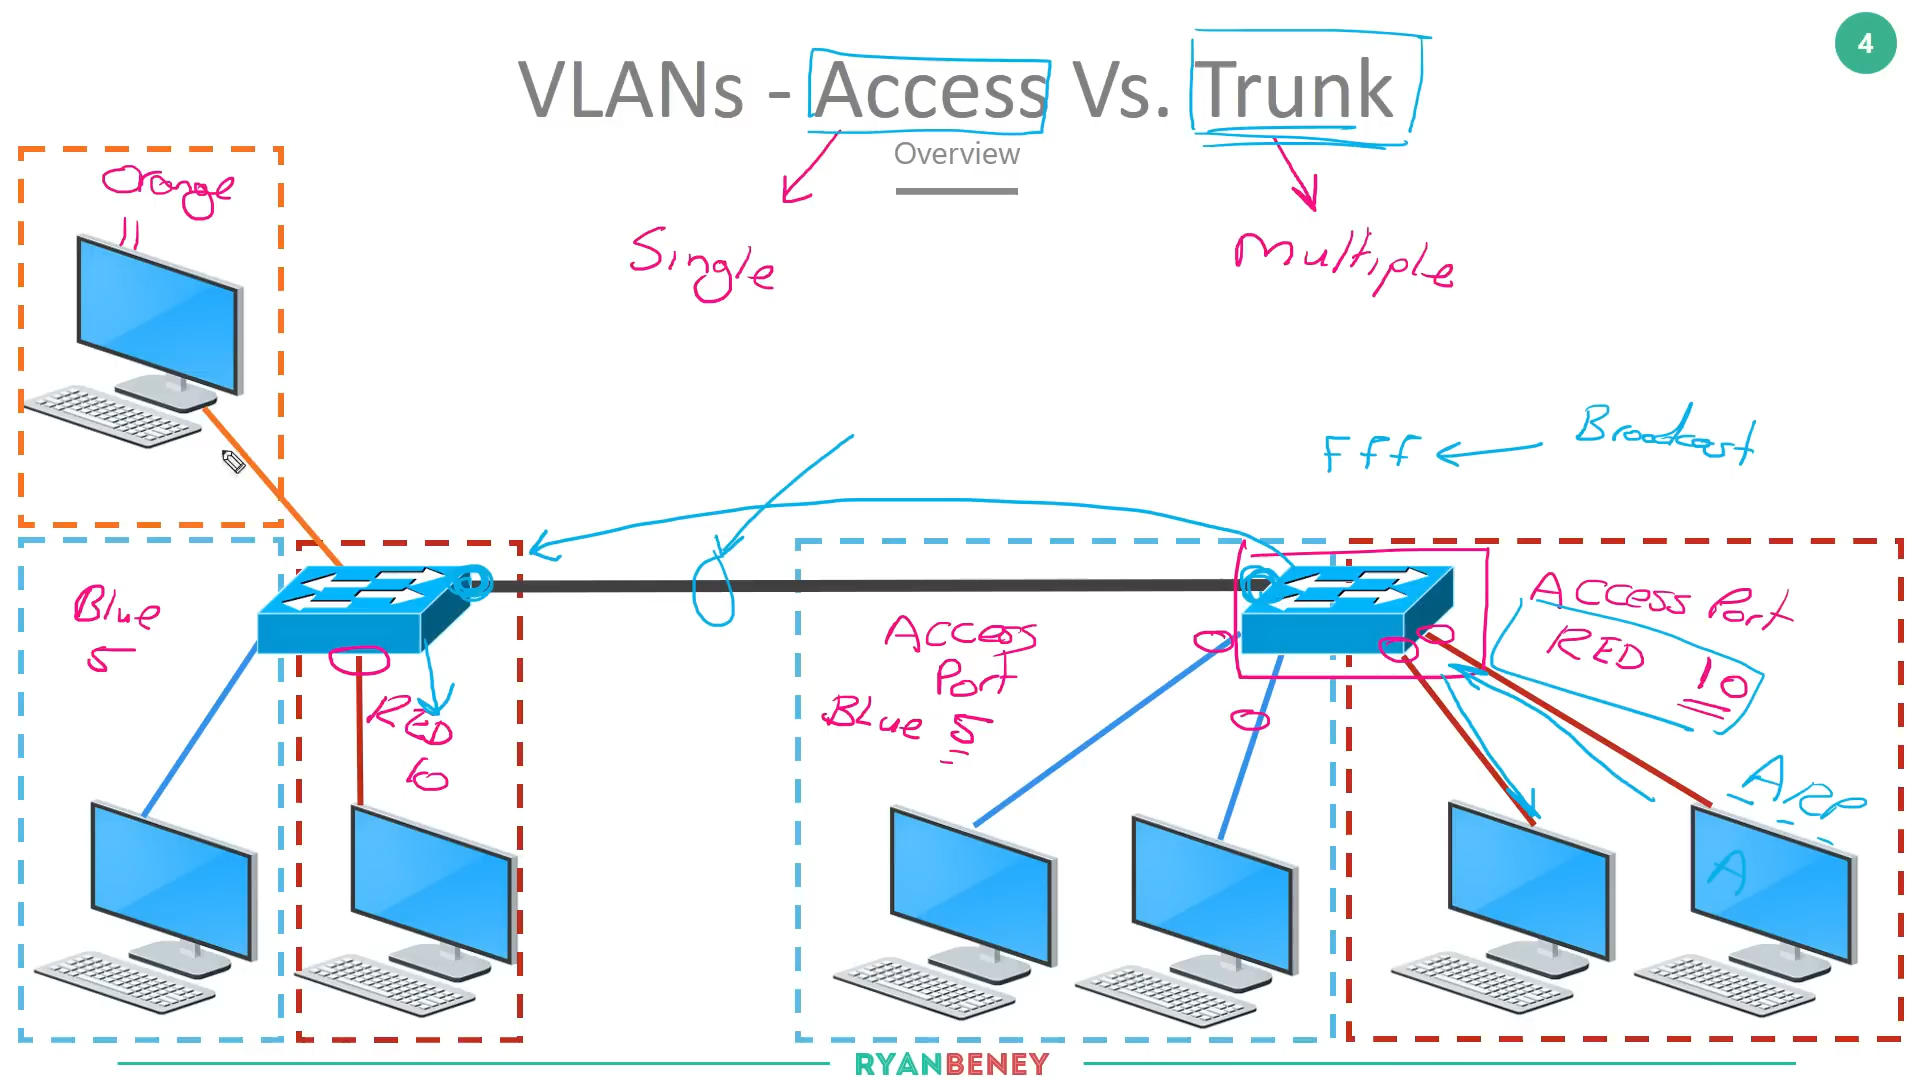 4
VLANs - Access Vs. Trunk
Overview
Orange
11
Single
Multiple
Fff
Broadcast
Blue
5
RED
10
Access
Port
Blue 5
Access Port
RED 10
ARP
A
RYANBENEY